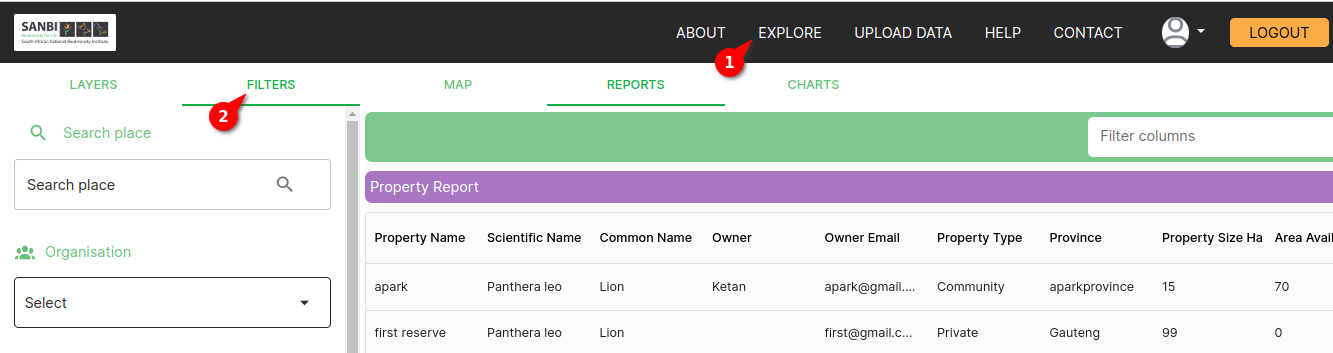 SANBI
Biodiversity for Life
South African National Biodiversity Institute
ABOUT
EXPLORE
UPLOAD DATA
HELP
CONTACT
LOGOUT
1
LAYERS
FILTERS
MAP
REPORTS
CHARTS
2
Search place
Search place
Organisation
Select
Filter columns
Property Report
Property Name Scientific Name Common Name Owner Owner Email Property Type Province Property Size Ha Area Avail
apark Panthera leo Lion Ketan apark@gmail.... Community aparkprovince 15 70
first reserve Panthera leo Lion first@gmail.c... Private Gauteng 99 0